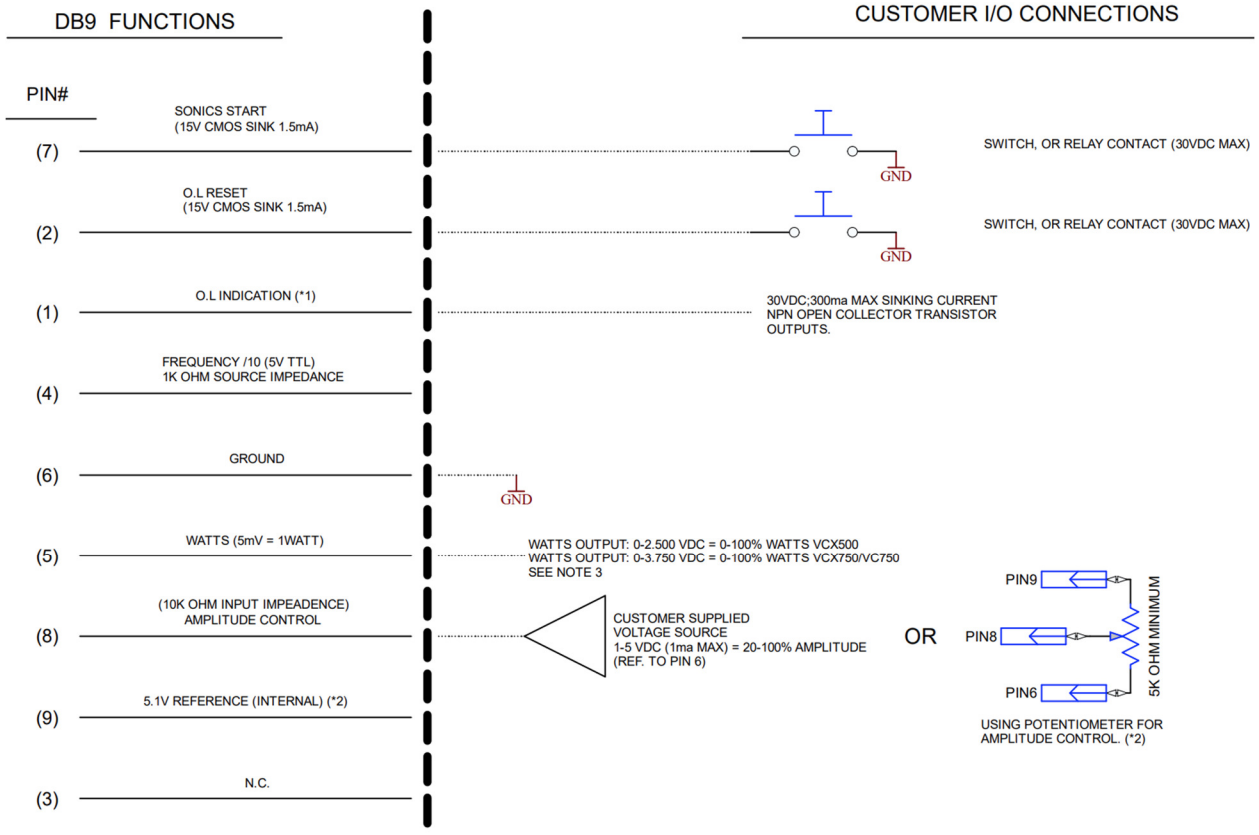 DB9 FUNCTIONS
CUSTOMER I/O CONNECTIONS
PIN#
SONICS START
(15V CMOS SINK 1.5mA)
(7)
GND
SWITCH, OR RELAY CONTACT (30VDC MAX)
O.L RESET
(15V CMOS SINK 1.5mA)
(2)
GND
SWITCH, OR RELAY CONTACT (30VDC MAX)
O.L INDICATION (*1)
(1)
30VDC;300ma MAX SINKING CURRENT
NPN OPEN COLLECTOR TRANSISTOR
OUTPUTS.
FREQUENCY /10 (5V TTL)
1K OHM SOURCE IMPEDANCE
(4)
GROUND
(6)
GND
WATTS (5mV = 1WATT)
(5)
WATTS OUTPUT: 0-2.500 VDC = 0-100% WATTS VCX500
WATTS OUTPUT: 0-3.750 VDC = 0-100% WATTS VCX750/VC750
SEE NOTE 3
(10K OHM INPUT IMPEADENCE)
AMPLITUDE CONTROL
(8)
CUSTOMER SUPPLIED
VOLTAGE SOURCE
1-5 VDC (1ma MAX) = 20-100% AMPLITUDE
(REF. TO PIN 6)
OR
PIN9
PIN8
PIN6
5K OHM MINIMUM
USING POTENTIOMETER FOR
AMPLITUDE CONTROL. (*2)
5.1V REFERENCE (INTERNAL) (*2)
(9)
N.C.
(3)